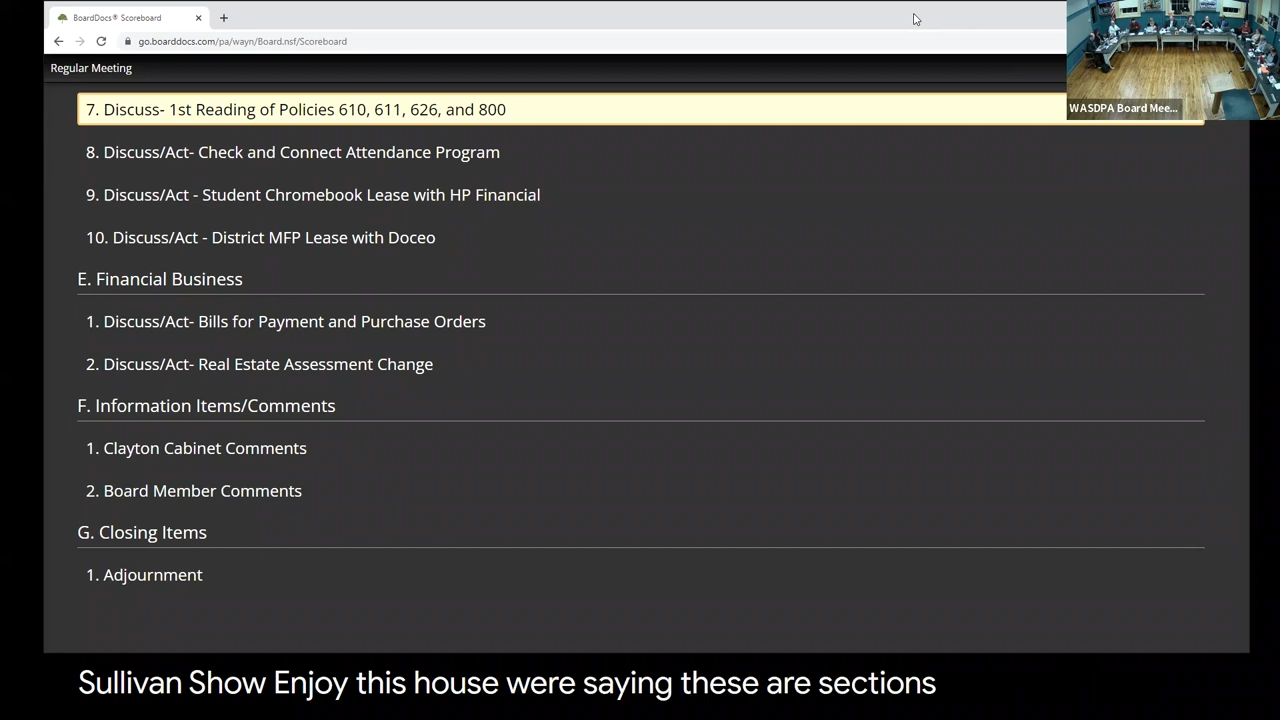 BoardDocs® Scoreboard
go.boarddocs.com/pa/wayn/Board.nsf/Scoreboard
Regular Meeting
WASDPA Board Mee...
7. Discuss- 1st Reading of Policies 610, 611, 626, and 800
8. Discuss/Act- Check and Connect Attendance Program
9. Discuss/Act - Student Chromebook Lease with HP Financial
10. Discuss/Act - District MFP Lease with Doceo
E. Financial Business
1. Discuss/Act- Bills for Payment and Purchase Orders
2. Discuss/Act- Real Estate Assessment Change
F. Information Items/Comments
1. Clayton Cabinet Comments
2. Board Member Comments
G. Closing Items
1. Adjournment
Sullivan Show Enjoy this house were saying these are sections